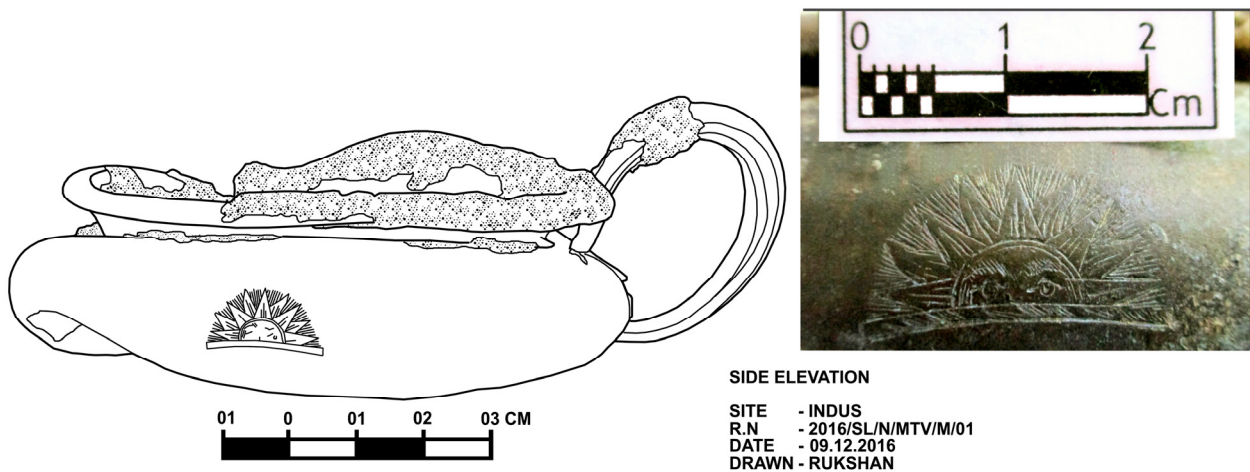 0 1 2
Cm
01 0 01 02 03 CM
SIDE ELEVATION
SITE - INDUS
R.N - 2016/SL/N/MTV/M/01
DATE - 09.12.2016
DRAWN - RUKSHAN